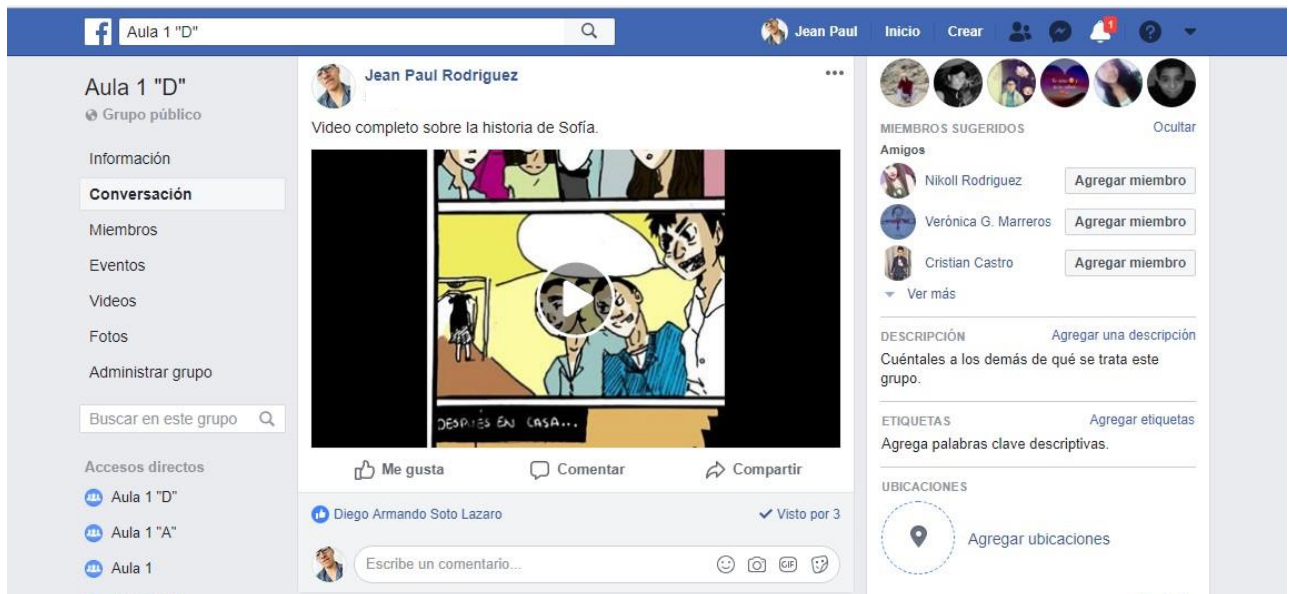 f
Aula 1 "D"
Jean Paul
Inicio
Crear
1
Aula 1 "D"
Grupo público
Información
Conversación
Miembros
Eventos
Videos
Fotos
Administrar grupo
Buscar en este grupo
Accesos directos
Aula 1 "D"
Aula 1 "A"
Aula 1
Jean Paul Rodriguez
Video completo sobre la historia de Sofía.
DESPUÉS EN CASA...
Me gusta
Comentar
Compartir
Diego Armando Soto Lazaro
Visto por 3
Escribe un comentario...
GIF
MIEMBROS SUGERIDOS
Ocultar
Amigos
Nikoll Rodriguez
Agregar miembro
Verónica G. Marreros
Agregar miembro
Cristian Castro
Agregar miembro
Ver más
DESCRIPCIÓN
Agregar una descripción
Cuéntales a los demás de qué se trata este
grupo.
ETIQUETAS
Agregar etiquetas
Agrega palabras clave descriptivas.
UBICACIONES
Agregar ubicaciones